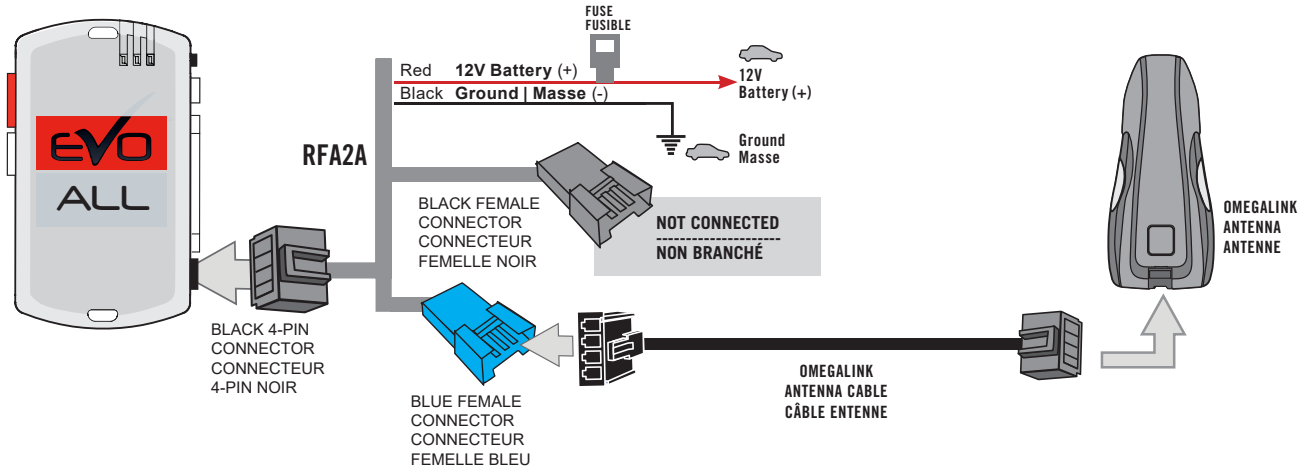 FUSE
FUSIBLE
Red 12V Battery (+)
12V
Battery (+)
Black Ground | Masse (-)
Ground
Masse
EVO
ALL
RFA2A
BLACK FEMALE
CONNECTOR
CONNECTEUR
FEMELLE NOIR
NOT CONNECTED
NON BRANCHÉ
OMEGALINK
ANTENNA
ANTENNE
BLACK 4-PIN
CONNECTOR
CONNECTEUR
4-PIN NOIR
BLUE FEMALE
CONNECTOR
CONNECTEUR
FEMELLE BLEU
OMEGALINK
ANTENNA CABLE
CÂBLE ENTENNE